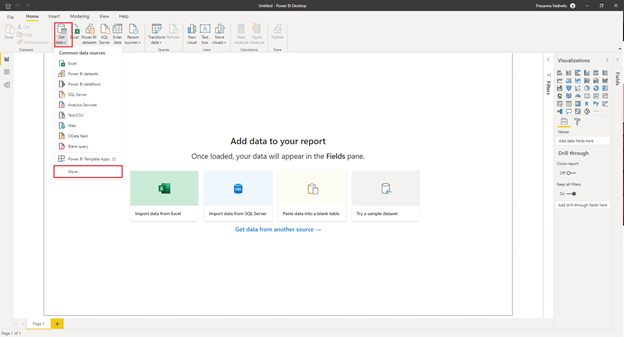 Untitled - Power BI Desktop
Prasanna Vadivelu
File Home Insert Modeling View Help
Paste
Cut
Copy
Format painter
Clipboard
Get data
Excel
Power BI datasets
SQL Server
Enter data
Recent sources
Transform data
Refresh
Queries
New visual
Text box
More visuals
Insert
New measure
Quick measure
Calculations
Publish
Share
Common data sources
Excel
Power BI datasets
Power BI dataflows
SQL Server
Analysis Services
Text/CSV
Web
OData feed
Blank query
Power BI Template Apps
More...
Add data to your report
Once loaded, your data will appear in the Fields pane.
Import data from Excel
Import data from SQL Server
Paste data into a blank table
Try a sample dataset
Get data from another source →
Filters
Visualizations
Values
Add data fields here
Drill through
Cross-report
Off
Keep all filters
On
Add drill-through fields here
Fields
Page 1
Page 1 of 1